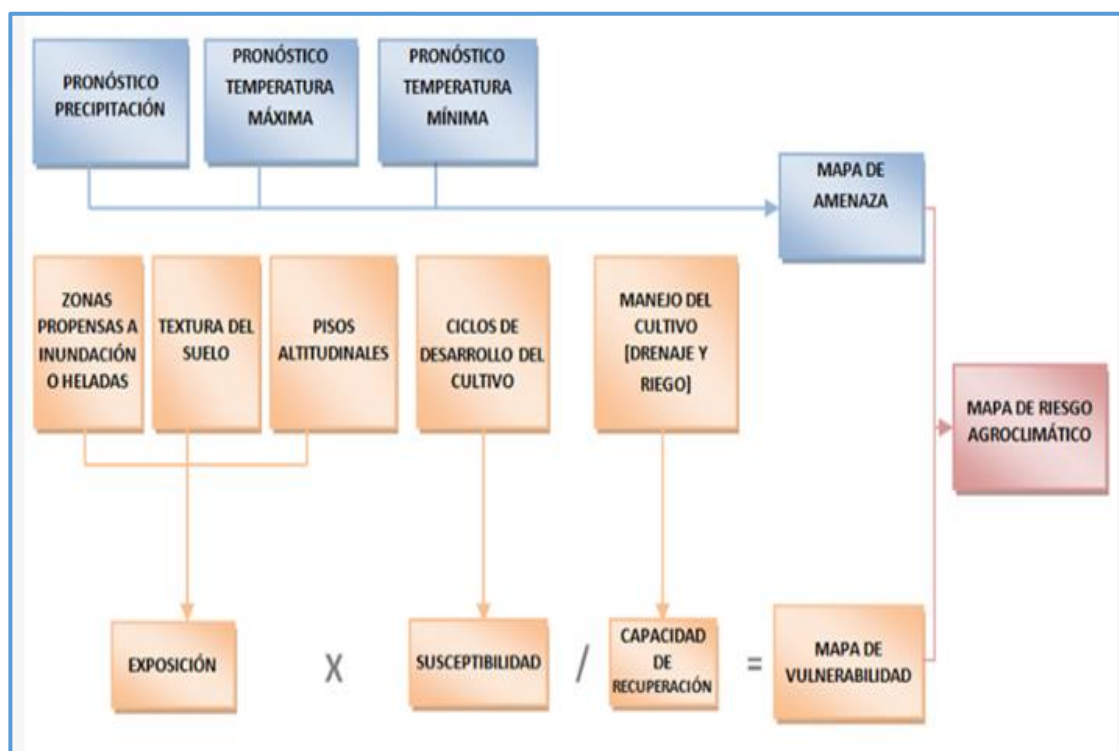 PRONÓSTICO
PRECIPITACIÓN
PRONÓSTICO
TEMPERATURA
MÁXIMA
PRONÓSTICO
TEMPERATURA
MÍNIMA
MAPA DE
AMENAZA
ZONAS
PROPENSAS A
INUNDACIÓN
O HELADAS
TEXTURA DEL
SUELO
PISOS
ALTITUDINALES
CICLOS DE
DESARROLLO DEL
CULTIVO
MANEJO DEL
CULTIVO
[DRENAJE Y
RIEGO]
MAPA DE RIESGO
AGROCLIMÁTICO
EXPOSICIÓN
X
SUSCEPTIBILIDAD
/
CAPACIDAD
DE
RECUPERACIÓN
=
MAPA DE
VULNERABILIDAD